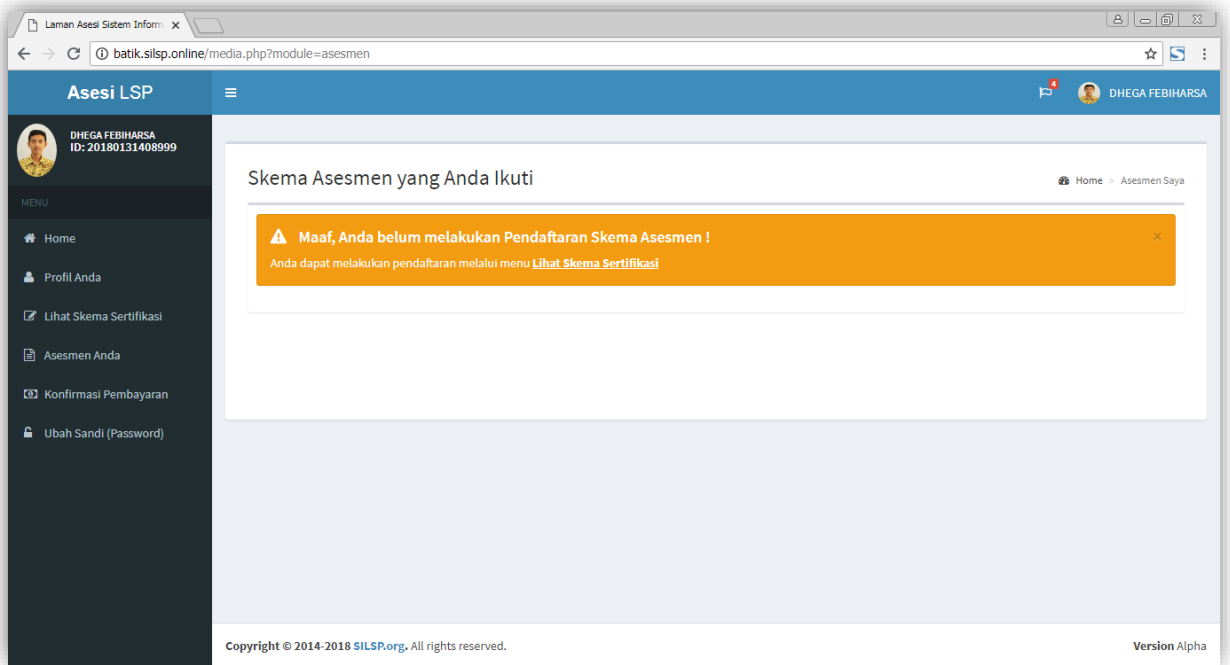 Laman Asesi Sistem Inform
batik.silsp.online/media.php?module=asesmen
Asesi LSP
4
DHEGA FEBIHARSA
DHEGA FEBIHARSA
ID: 20180131408999
MENU
Home
Profil Anda
Lihat Skema Sertifikasi
Asesmen Anda
Konfirmasi Pembayaran
Ubah Sandi (Password)
Skema Asesmen yang Anda Ikuti
Home > Asesmen Saya
Maaf, Anda belum melakukan Pendaftaran Skema Asesmen !
Anda dapat melakukan pendaftaran melalui menu Lihat Skema Sertifikasi
Copyright © 2014-2018 SILSP.org. All rights reserved.
Version Alpha